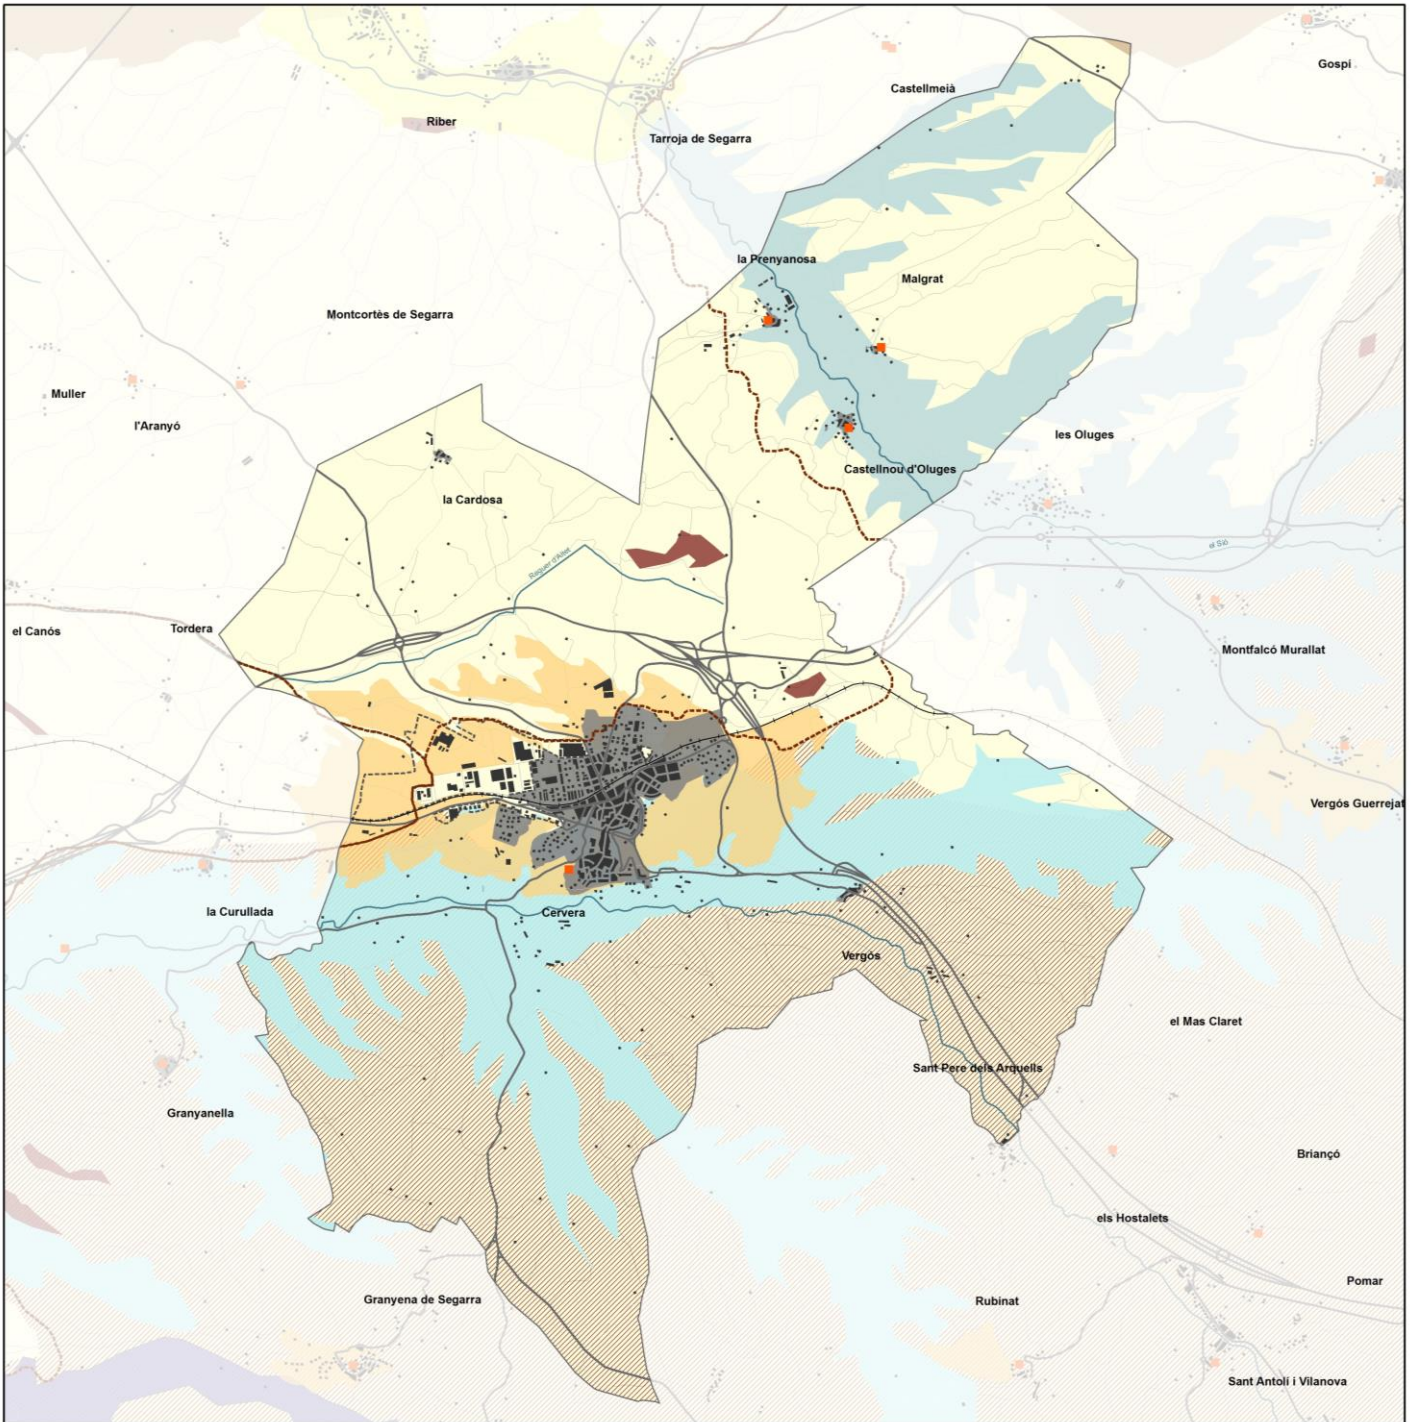 Gospi
Castellmeià
Riber
Tarroja de Segarra
la Prenyanosa
Malgrat
Montcortès de Segarra
Muller
l'Aranyó
les Oluges
Castellnou d'Oluges
la Cardosa
el Sió
Raguer d'Allet
Tordera
el Canós
Montfalcó Murallat
Vergós Guerrejat
la Curullada
Cervera
Vergós
el Mas Claret
Sant Pere dels Arquells
Granyanella
Briançó
els Hostalets
Pomar
Granyena de Segarra
Rubinat
Sant Antolí i Vilanova